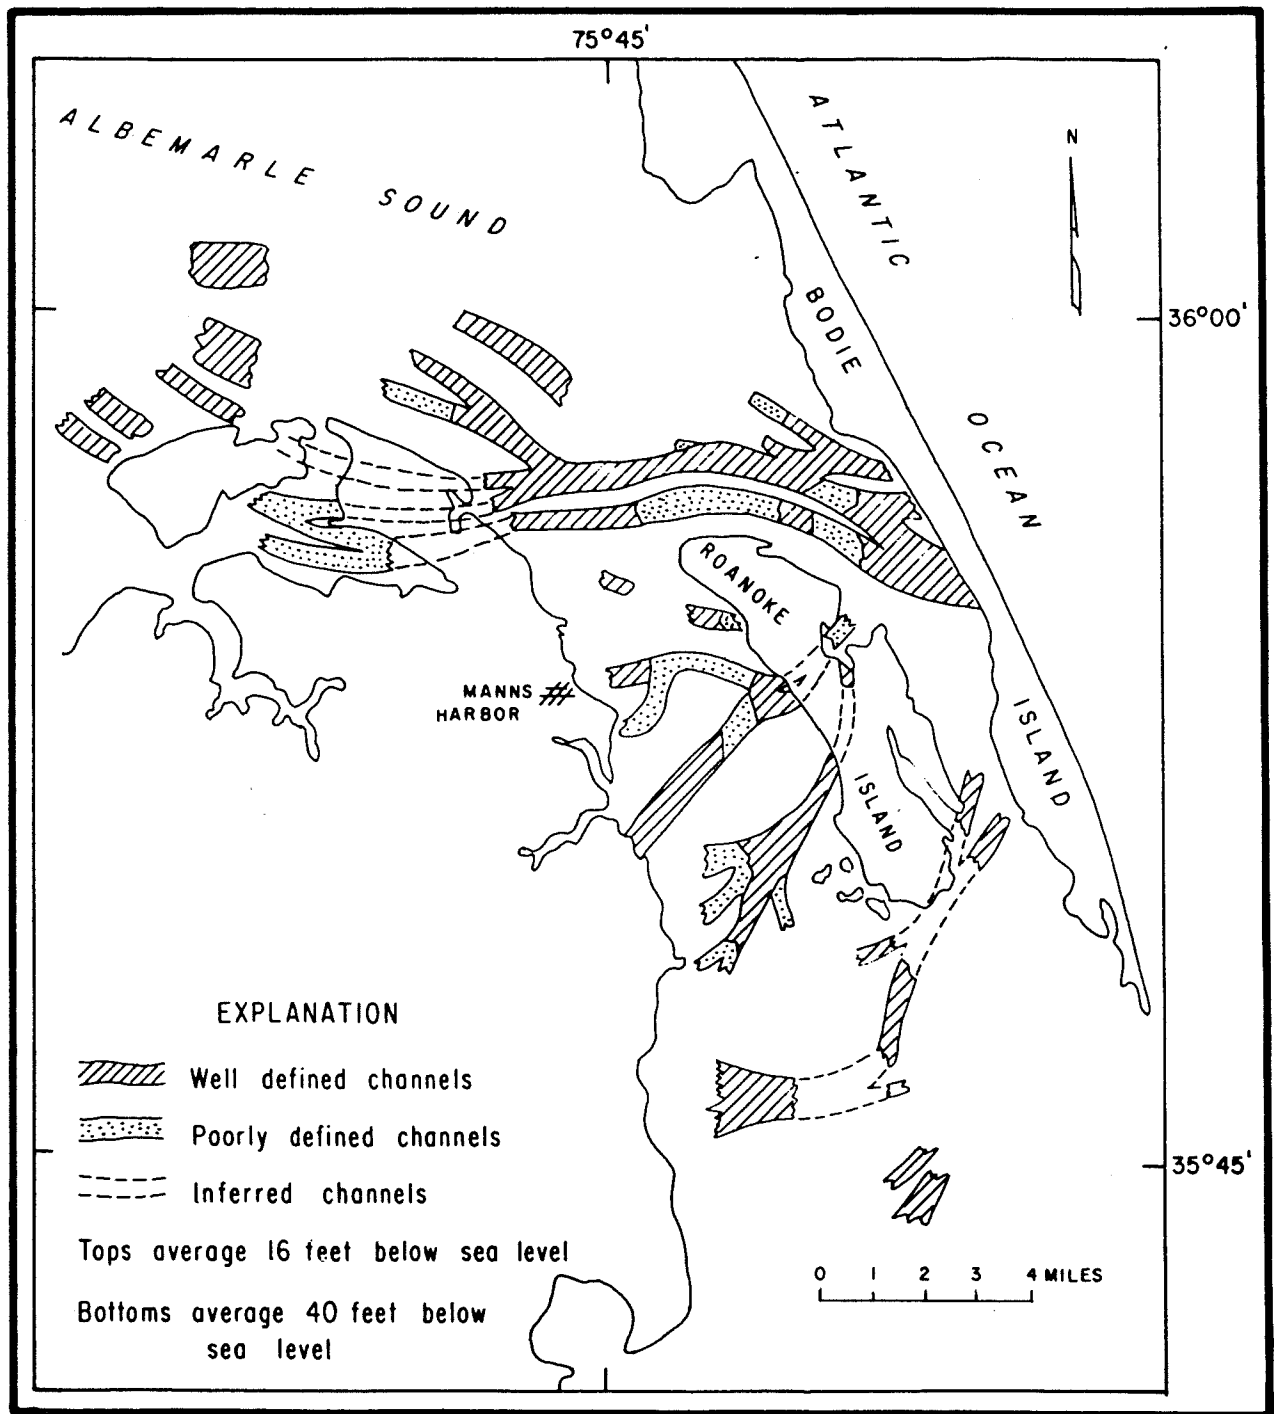 75°45'
ALBEMARLE SOUND
ATLANTIC
OCEAN
N
BODIE
ISLAND
36°00'
ROANOKE
ISLAND
MANNS
HARBOR
EXPLANATION
Well defined channels
Poorly defined channels
Inferred channels
Tops average 16 feet below sea level
Bottoms average 40 feet below
sea level
35°45'
0 1 2 3 4 MILES